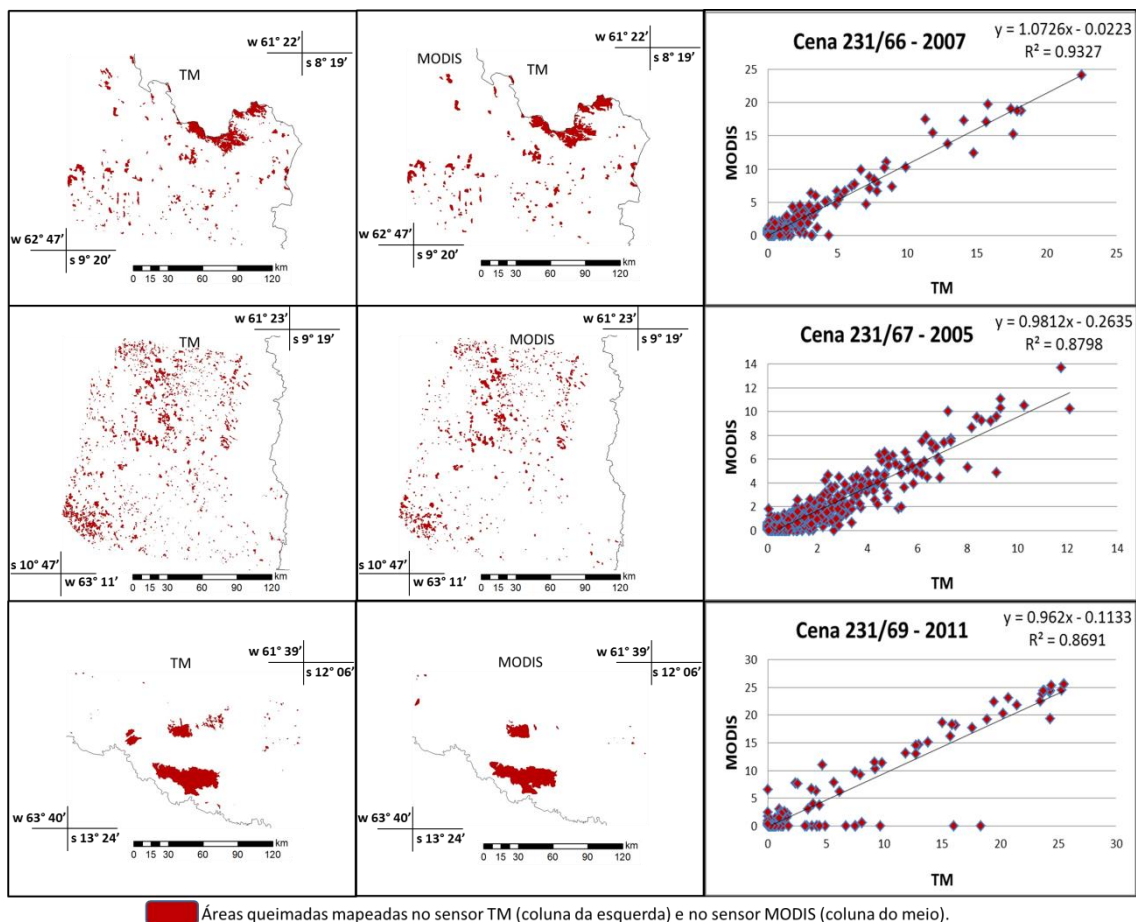 w 61° 22’
s 8° 19’
TM
w 62° 47’
s 9° 20’
km
0 15 30 60 90 120
w 61° 22’
s 8° 19’
MODIS
TM
w 62° 47’
s 9° 20’
km
0 15 30 60 90 120
Cena 231/66 - 2007
y = 1.0726x - 0.0223
R² = 0.9327
MODIS
25
20
15
10
5
0
0 5 10 15 20 25
TM
w 61° 23’
s 9° 19’
TM
s 10° 47’
w 63° 11’
km
0 15 30 60 90 120
w 61° 23’
s 9° 19’
MODIS
s 10° 47’
w 63° 11’
km
0 15 30 60 90 120
Cena 231/67 - 2005
y = 0.9812x - 0.2635
R² = 0.8798
MODIS
14
12
10
8
6
4
2
0
0 2 4 6 8 10 12 14
TM
TM
w 61° 39’
s 12° 06’
w 63° 40’
s 13° 24’
km
0 15 30 60 90 120
MODIS
w 61° 39’
s 12° 06’
w 63° 40’
s 13° 24’
km
0 15 30 60 90 120
Cena 231/69 - 2011
y = 0.962x - 0.1133
R² = 0.8691
MODIS
30
25
20
15
10
5
0
0 5 10 15 20 25 30
TM
Áreas queimadas mapeadas no sensor TM (coluna da esquerda) e no sensor MODIS (coluna do meio).